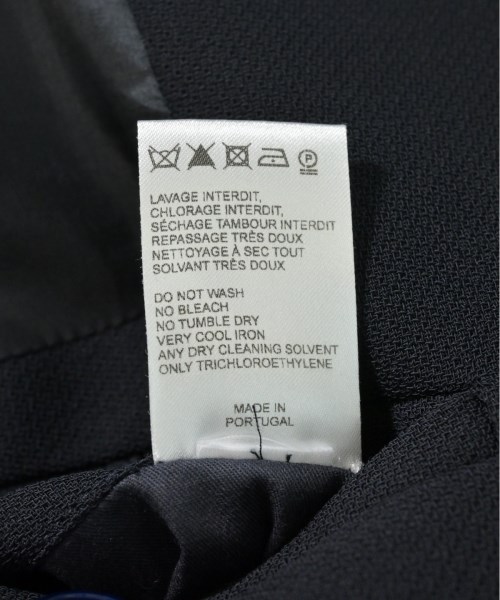 P
LAVAGE INTERDIT,
CHLORAGE INTERDIT,
SÉCHAGE TAMBOUR INTERDIT
REPASSAGE TRÈS DOUX
NETTOYAGE À SEC TOUT
SOLVANT TRÈS DOUX
DO NOT WASH
NO BLEACH
NO TUMBLE DRY
VERY COOL IRON
ANY DRY CLEANING SOLVENT
ONLY TRICHLOROETHYLENE
MADE IN
PORTUGAL